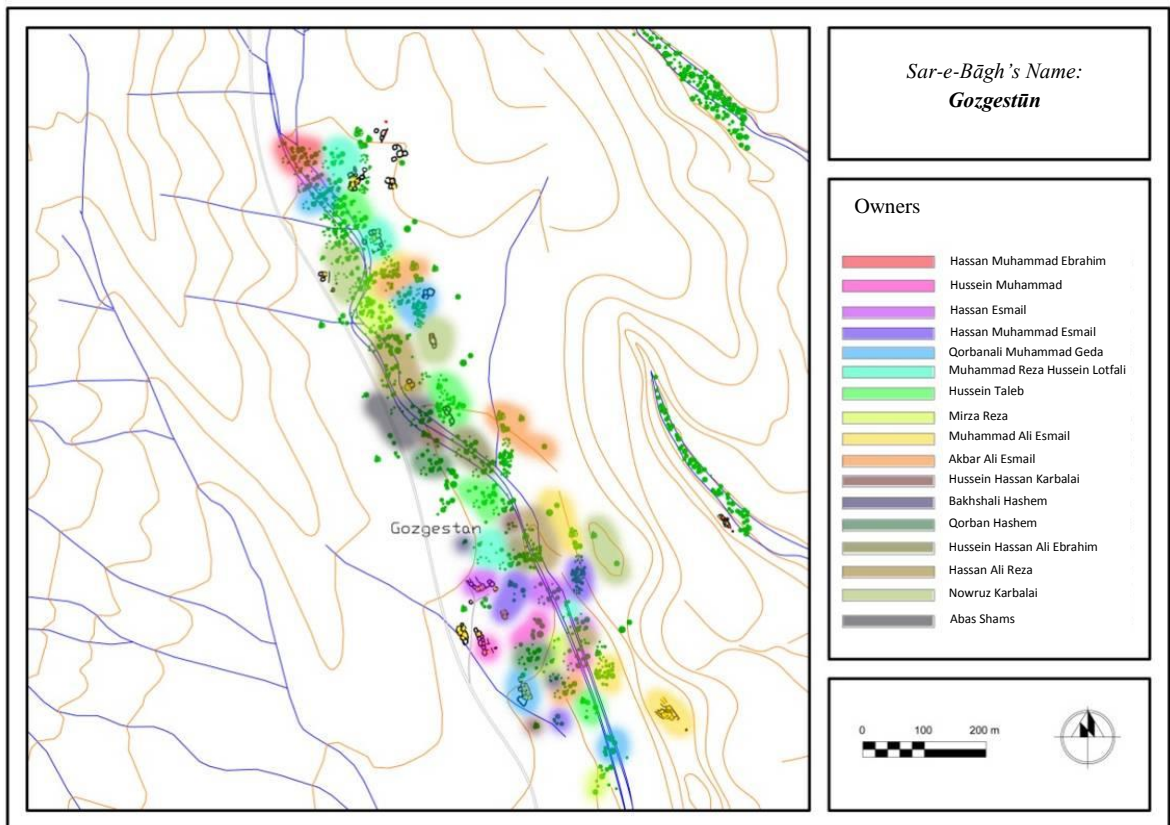 Sar-e-Bāgh's Name:
Gozgestūn
Owners
Hassan Muhammad Ebrahim
Hussein Muhammad
Hassan Esmail
Hassan Muhammad Esmail
Qorbanali Muhammad Geda
Muhammad Reza Hussein Lotfali
Hussein Taleb
Mirza Reza
Muhammad Ali Esmail
Akbar Ali Esmail
Hussein Hassan Karbalai
Bakhshali Hashem
Qorban Hashem
Hussein Hassan Ali Ebrahim
Hassan Ali Reza
Nowruz Karbalai
Abas Shams
Gozgestan
0 100 200 m